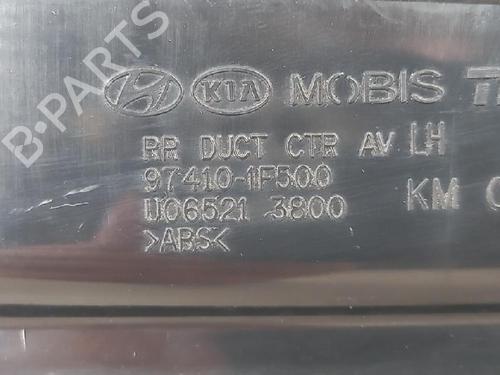 B-PARTS
KIA MOBIS
RR DUCT CTR AV LH
97410-1F500
KM
U06521 3800
>ABS<